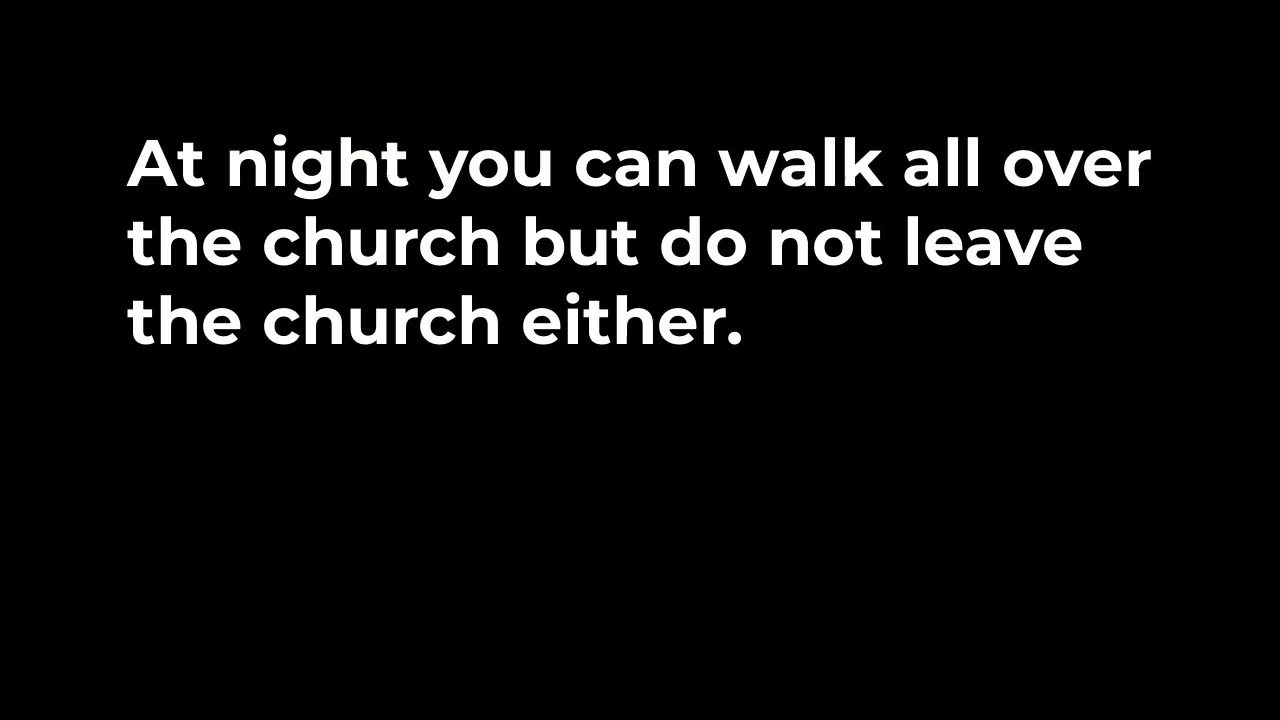 At night you can walk all over
the church but do not leave
the church either.